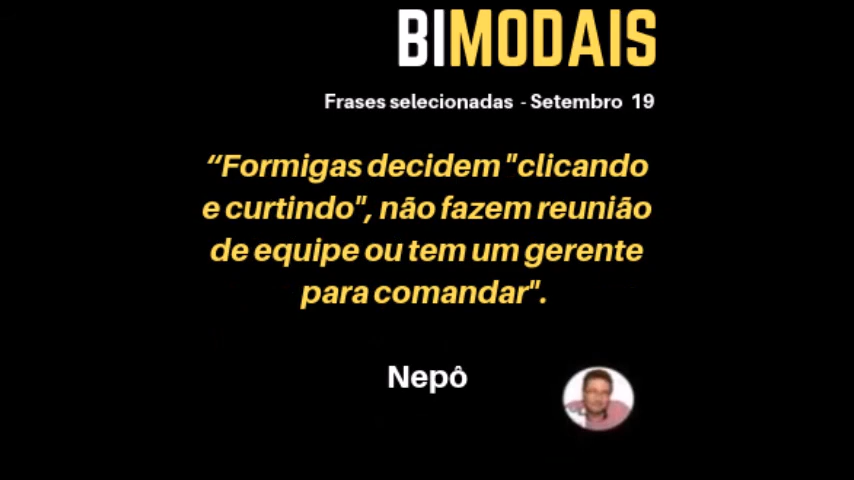 BIMODAIS
Frases selecionadas - Setembro 19
“Formigas decidem "clicando
e curtindo", não fazem reunião
de equipe ou tem um gerente
para comandar".
Nepô